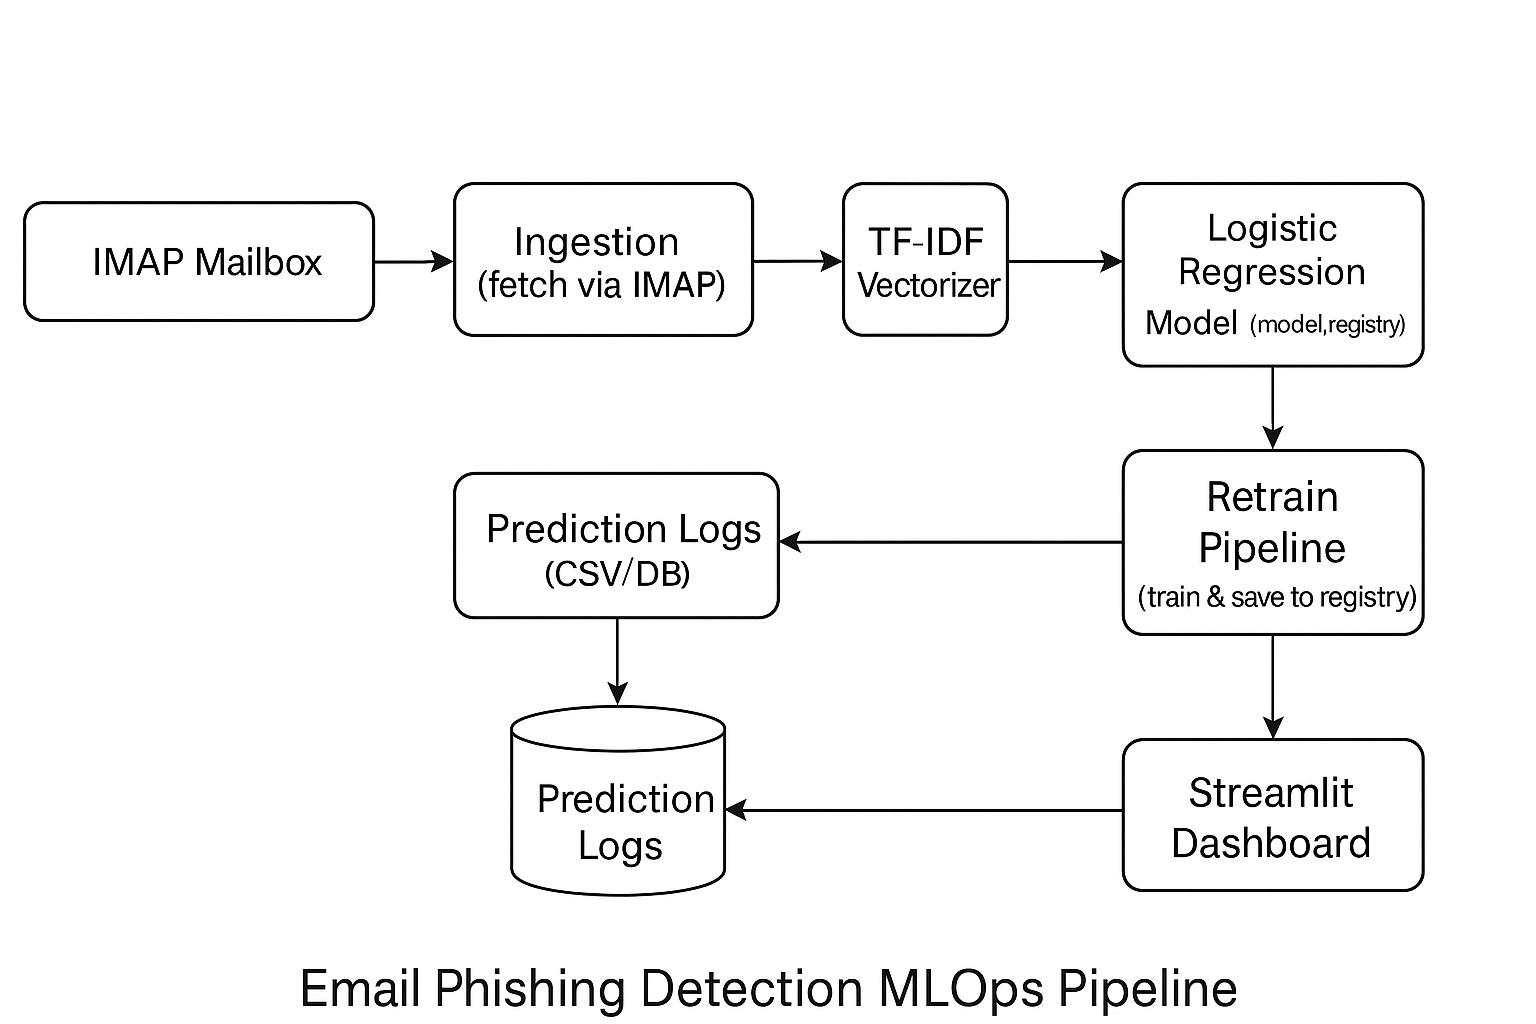 IMAP Mailbox
Ingestion
(fetch via IMAP)
TF-IDF
Vectorizer
Logistic
Regression
Model (model,registry)
Prediction Logs
(CSV/DB)
Retrain
Pipeline
(train & save to registry)
Prediction
Logs
Streamlit
Dashboard
Email Phishing Detection MLOps Pipeline